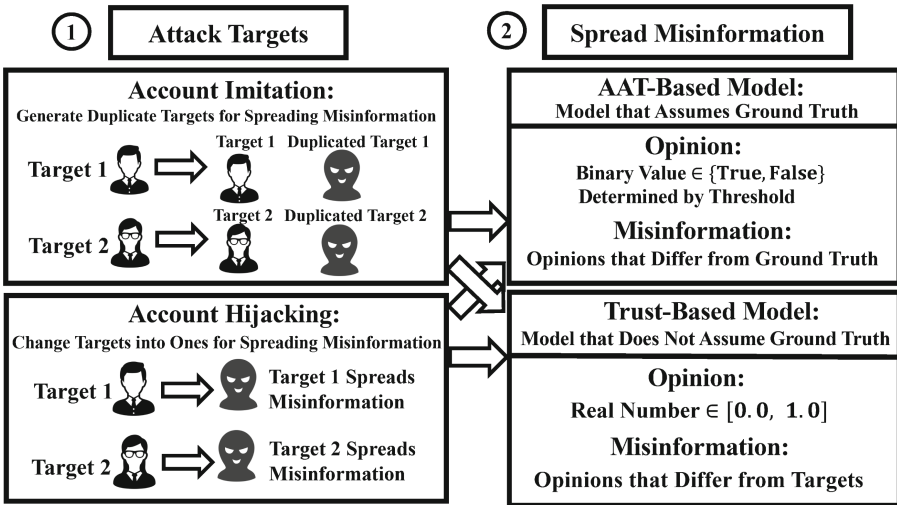 1 Attack Targets
2 Spread Misinformation
Account Imitation:
Generate Duplicate Targets for Spreading Misinformation
Target 1
Target 1
Duplicated Target 1
Target 2
Target 2
Duplicated Target 2
Account Hijacking:
Change Targets into Ones for Spreading Misinformation
Target 1
Target 1 Spreads
Misinformation
Target 2
Target 2 Spreads
Misinformation
AAT-Based Model:
Model that Assumes Ground Truth
Opinion:
Binary Value ∈ {True, False}
Determined by Threshold
Misinformation:
Opinions that Differ from Ground Truth
Trust-Based Model:
Model that Does Not Assume Ground Truth
Opinion:
Real Number ∈ [0.0, 1.0]
Misinformation:
Opinions that Differ from Targets